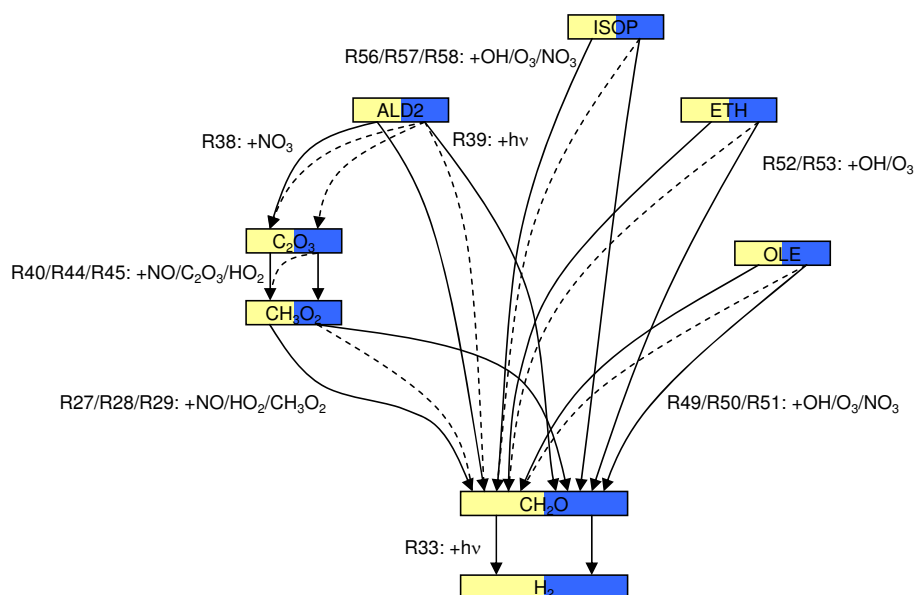 ISOP
R56/R57/R58: +OH/O₃/NO₃
ALD2
ETH
R38: +NO₃
R39: +hν
R52/R53: +OH/O₃
C₂O₃
OLE
R40/R44/R45: +NO/C₂O₃/HO₂
CH₃O₂
R27/R28/R29: +NO/HO₂/CH₃O₂
R49/R50/R51: +OH/O₃/NO₃
CH₂O
R33: +hν
H₂